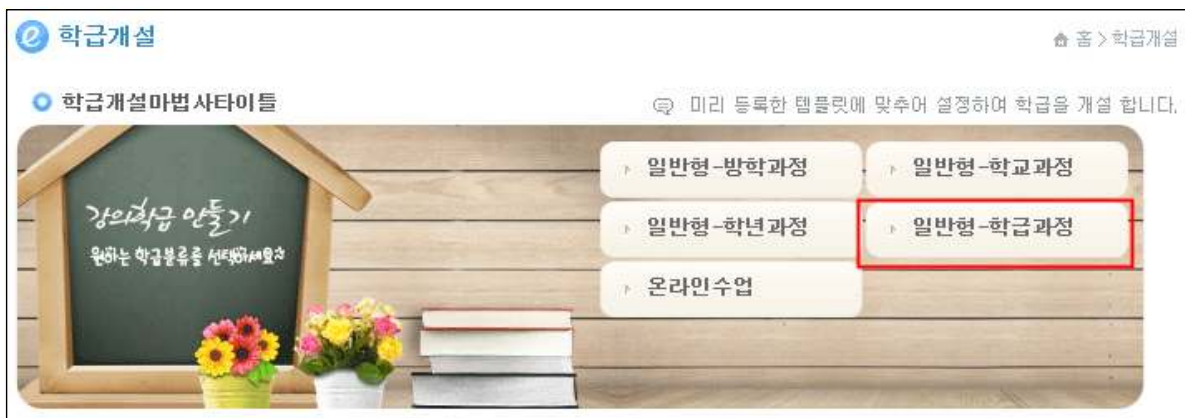 학급개설
홈 > 학급개설
학급개설마법사타이틀
미리 등록한 템플릿에 맞추어 설정하여 학급을 개설 합니다.
강의학급 만들기
원하는 학급분류를 선택하세요☆
일반형-방학과정
일반형-학교과정
일반형-학년과정
일반형-학급과정
온라인수업